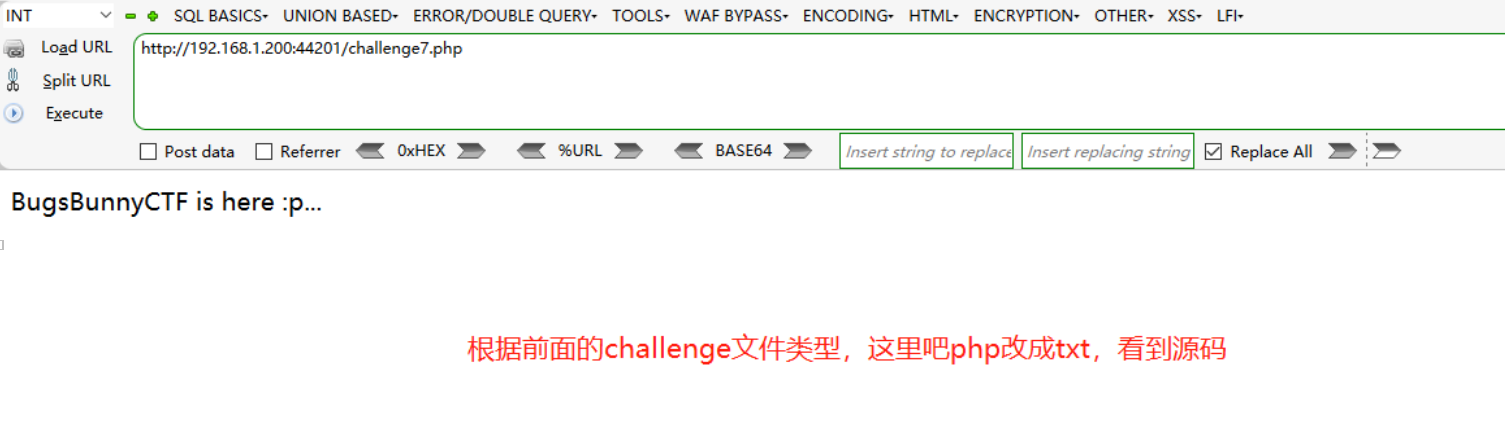 INT SQL BASICS UNION BASED ERROR/DOUBLE QUERY TOOLS WAF BYPASS ENCODING HTML ENCRYPTION OTHER XSS LFI
Load URL http://192.168.1.200:44201/challenge7.php
Split URL
Execute
Post data Referrer 0xHEX %URL BASE64 Insert string to replace Insert replacing string Replace All
BugsBunnyCTF is here :p...
根据前面的challenge文件类型，这里吧php改成txt，看到源码